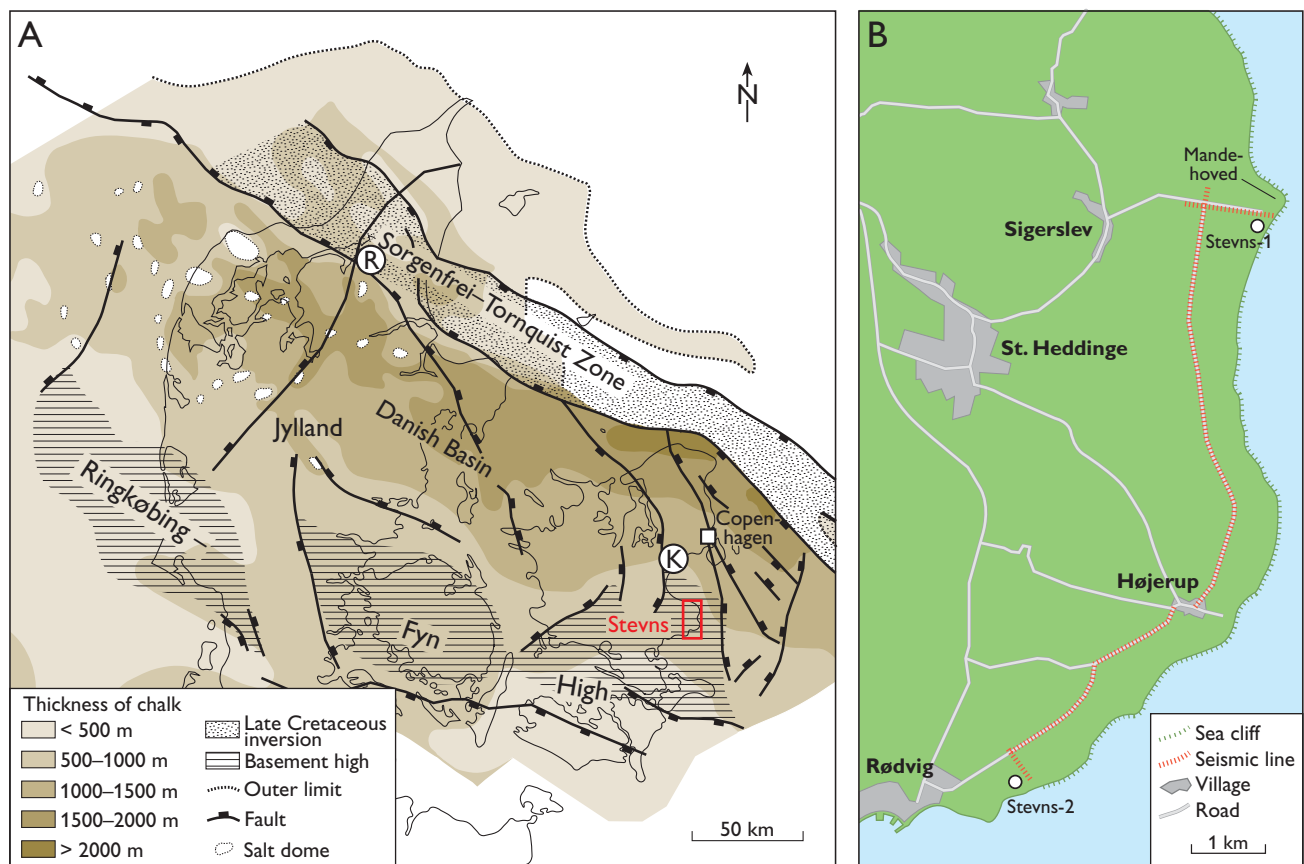 A
N
R
Sorgenfrei–Tornquist Zone
Jylland
Danish Basin
Ringkøbing –
Copen-
hagen
K
Stevns
Fyn
High
Thickness of chalk
< 500 m
500–1000 m
1000–1500 m
1500–2000 m
> 2000 m
Late Cretaceous
inversion
Basement high
Outer limit
Fault
Salt dome
50 km
B
Mande-
hoved
Sigerslev
Stevns-1
St. Heddinge
Højerup
Rødvig
Stevns-2
Sea cliff
Seismic line
Village
Road
1 km